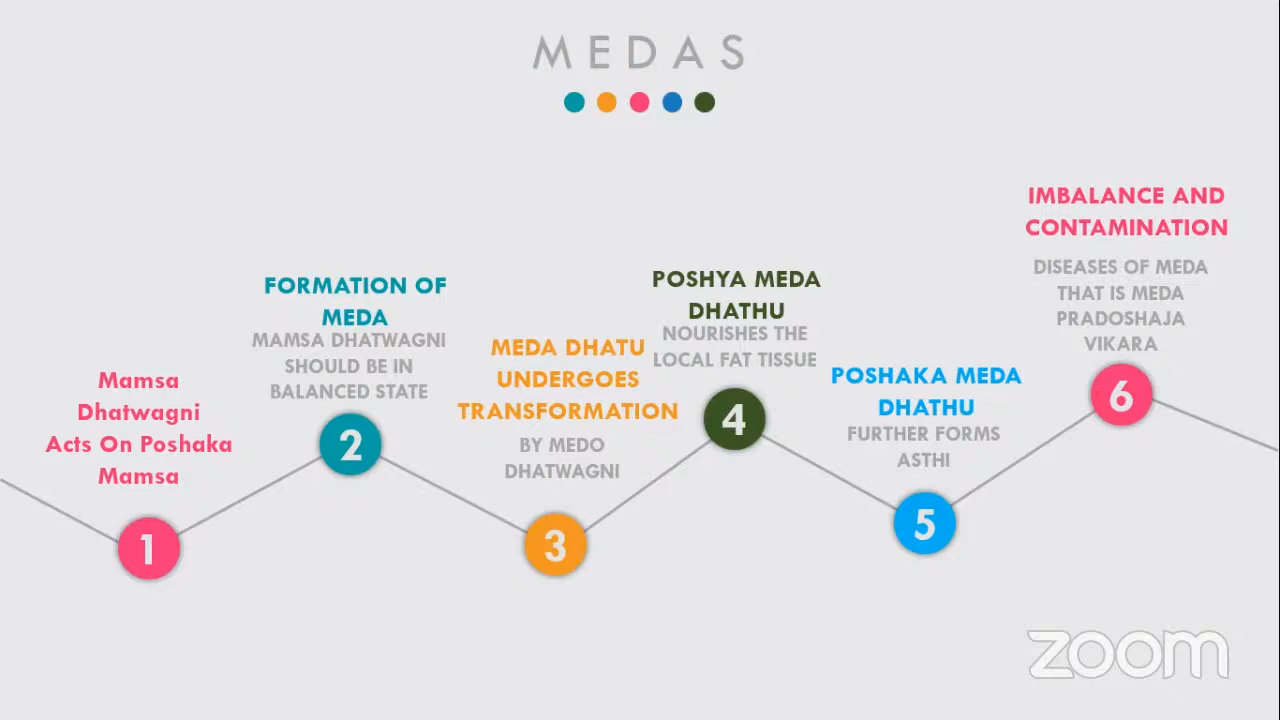 MEDAS
Mamsa
Dhatwagni
Acts On Poshaka
Mamsa
1
FORMATION OF
MEDA
MAMSA DHATWAGNI
SHOULD BE IN
BALANCED STATE
2
MEDA DHATU
UNDERGOES
TRANSFORMATION
BY MEDO
DHATWAGNI
3
POSHYA MEDA
DHATHU
NOURISHES THE
LOCAL FAT TISSUE
4
POSHAKA MEDA
DHATHU
FURTHER FORMS
ASTHI
5
IMBALANCE AND
CONTAMINATION
DISEASES OF MEDA
THAT IS MEDA
PRADOSHAJA
VIKARA
6
zoom